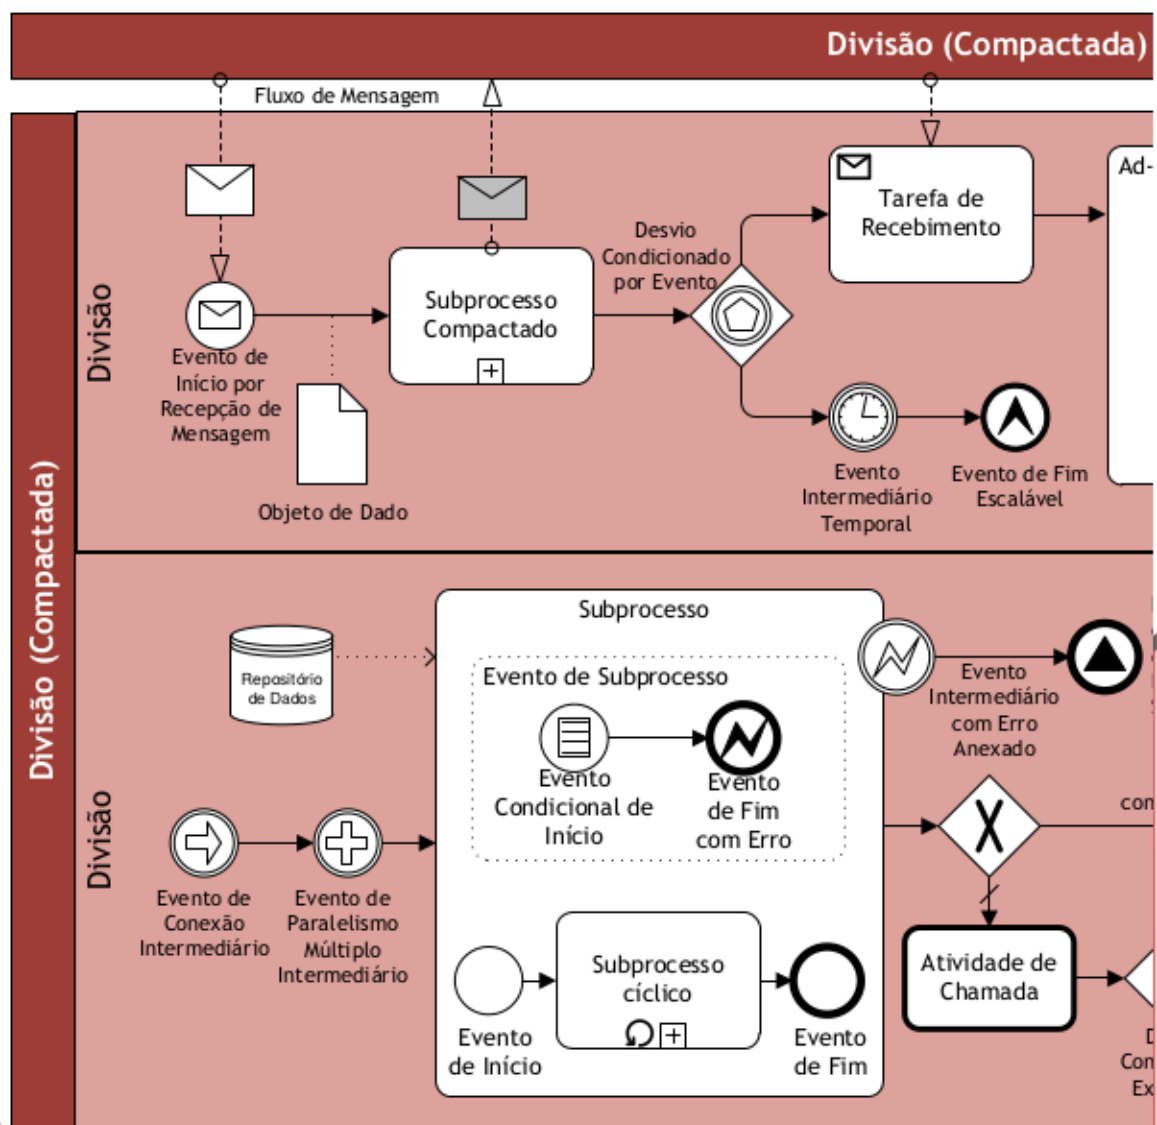 Divisão (Compactada)
Fluxo de Mensagem
Divisão (Compactada)
Divisão
Evento de
Início por
Recepção de
Mensagem
Objeto de Dado
Subprocesso
Compactado
Desvio
Condicionado
por Evento
Tarefa de
Recebimento
Ad-
Evento
Intermediário
Temporal
Evento de Fim
Escalável
Divisão
Repositório
de Dados
Evento de
Conexão
Intermediário
Evento de
Paralelismo
Múltiplo
Intermediário
Subprocesso
Evento de Subprocesso
Evento
Condicional de
Início
Evento
de Fim
com Erro
Evento
de Início
Subprocesso
cíclico
Evento
de Fim
Evento
Intermediário
com Erro
Anexado
con
Atividade de
Chamada
Con
Ex